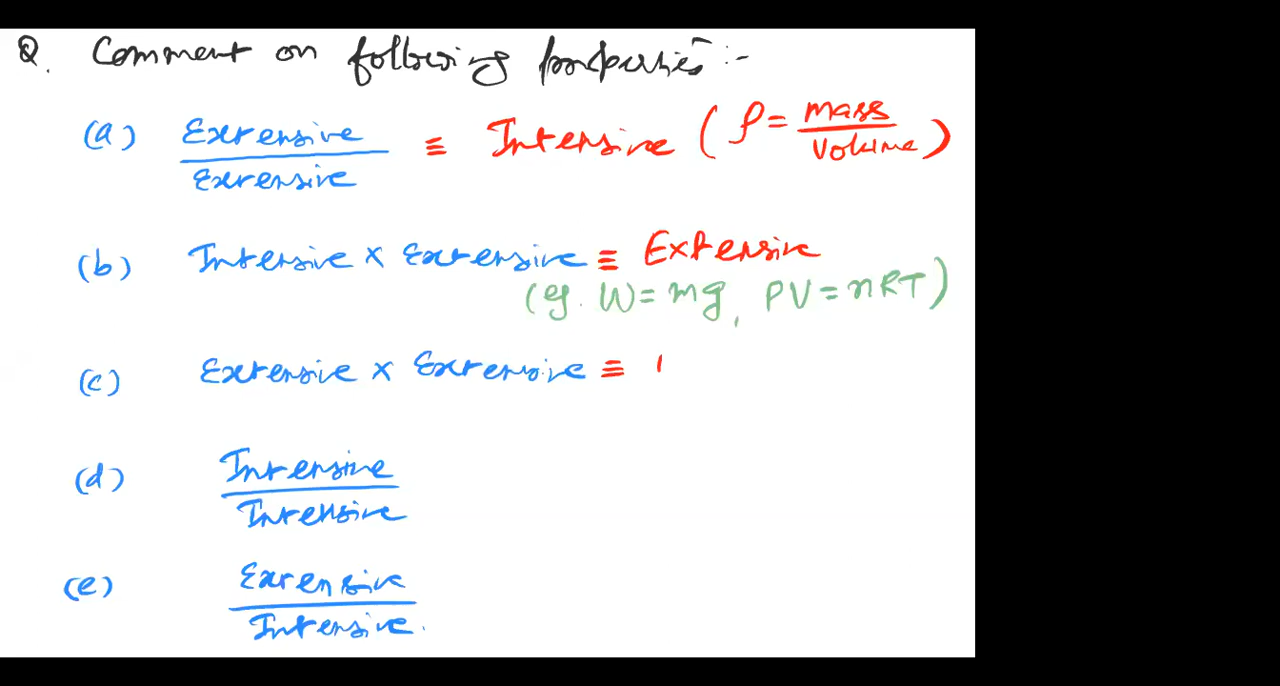 Q. Comment on following properties :-
(a) Extensive / Extensive ≡ Intensive (ρ = mass / Volume)
(b) Intensive × Extensive ≡ Extensive
(eg. W = mg, PV = nRT)
(c) Extensive × Extensive ≡
(d) Intensive / Intensive
(e) Extensive / Intensive.